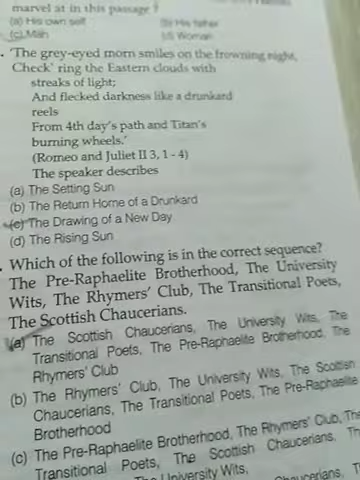 marvel at in this passage ?
(a) His own self (b) His father
(c) Man (d) Woman
. 'The grey-eyed morn smiles on the frowning night,
Check' ring the Eastern clouds with
streaks of light;
And flecked darkness like a drunkard
reels
From 4th day's path and Titan's
burning wheels.'
(Romeo and Juliet II 3, 1 - 4)
The speaker describes
(a) The Setting Sun
(b) The Return Home of a Drunkard
(c) The Drawing of a New Day
(d) The Rising Sun
. Which of the following is in the correct sequence?
The Pre-Raphaelite Brotherhood, The University
Wits, The Rhymers' Club, The Transitional Poets,
The Scottish Chaucerians.
(a) The Scottish Chaucerians, The University Wits, The
Transitional Poets, The Pre-Raphaelite Brotherhood, The
Rhymers' Club
(b) The Rhymers' Club, The University Wits, The Scottish
Chaucerians, The Transitional Poets, The Pre-Raphaelite
Brotherhood
(c) The Pre-Raphaelite Brotherhood, The Rhymers' Club, The
Transitional Poets, The Scottish Chaucerians, The
University Wits,